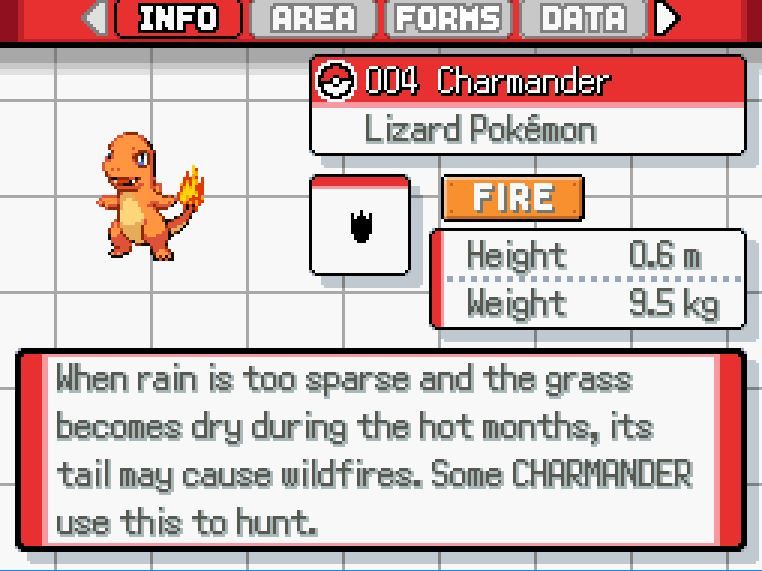 INFO AREA FORMS DATA
004 Charmander
Lizard Pokémon
FIRE
Height 0.6 m
Weight 9.5 kg
When rain is too sparse and the grass
becomes dry during the hot months, its
tail may cause wildfires. Some CHARMANDER
use this to hunt.